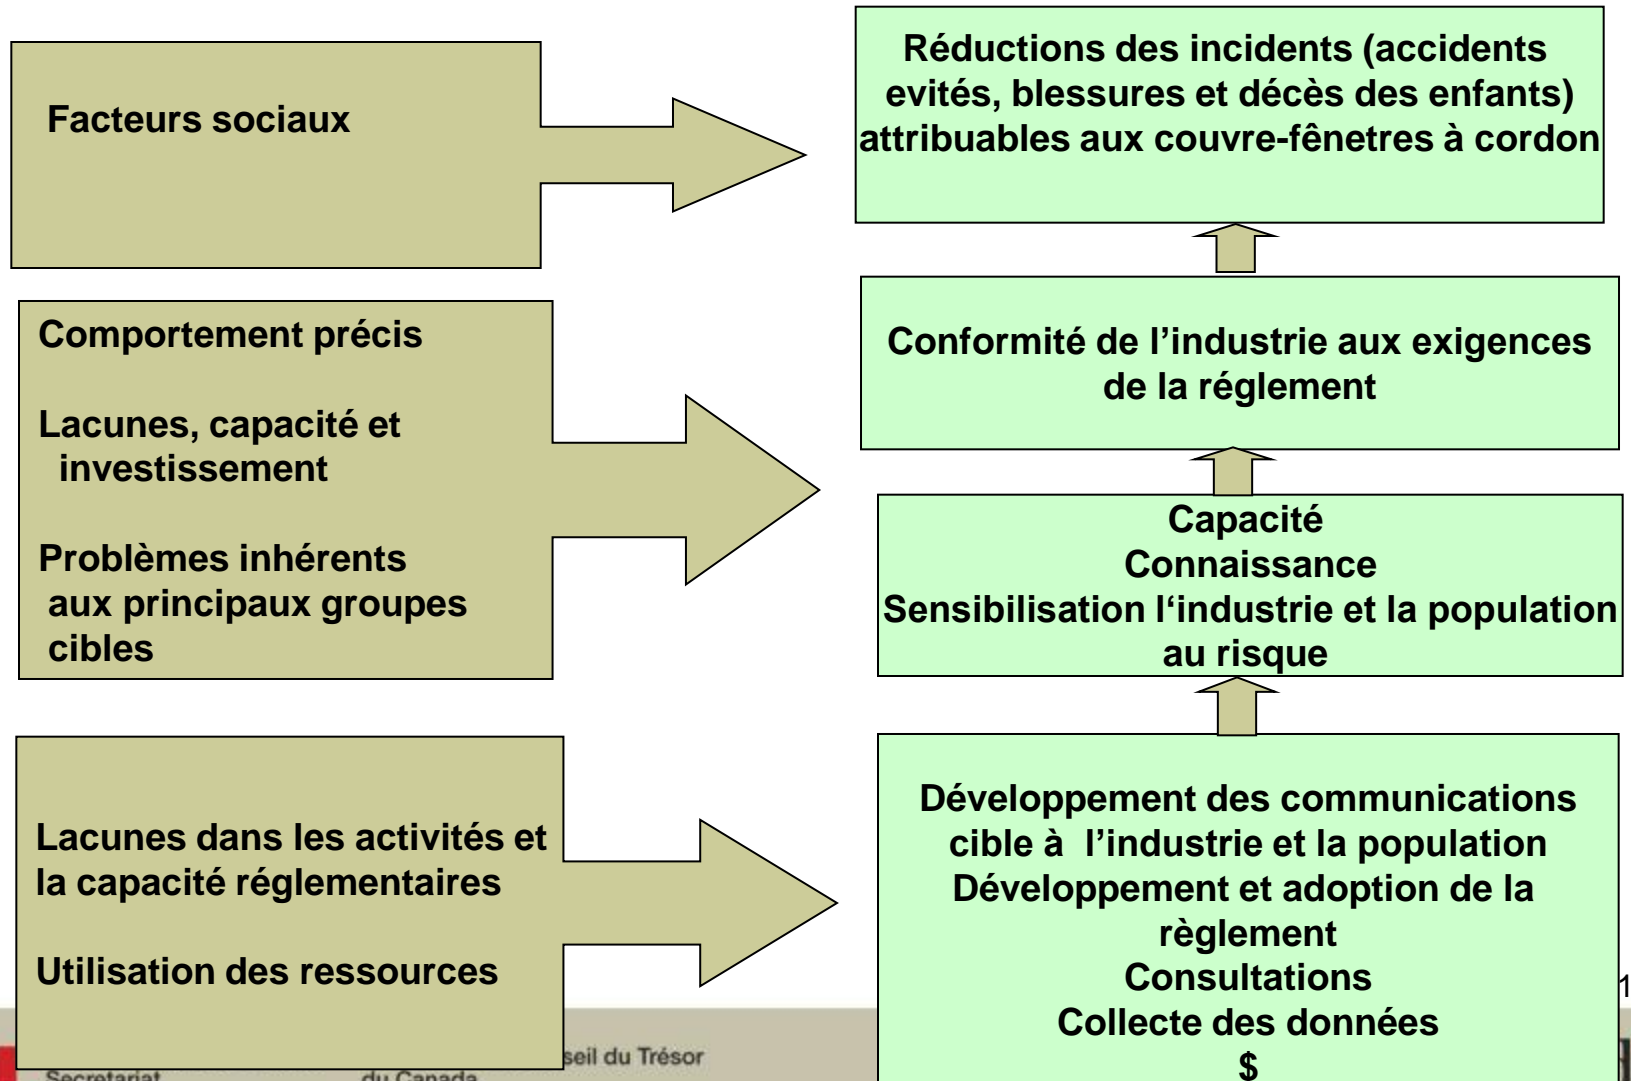 Facteurs sociaux
Réductions des incidents (accidents
evités, blessures et décès des enfants)
attribuables aux couvre-fênetres à cordon
Comportement précis
Lacunes, capacité et
investissement
Problèmes inhérents
aux principaux groupes
cibles
Conformité de l’industrie aux exigences
de la réglement
Capacité
Connaissance
Sensibilisation l‘industrie et la population
au risque
Lacunes dans les activités et
la capacité réglementaires
Utilisation des ressources
Développement des communications
cible à l’industrie et la population
Développement et adoption de la
règlement
Consultations
Collecte des données
$
1
seil du Trésor
Secretariat
du Canada